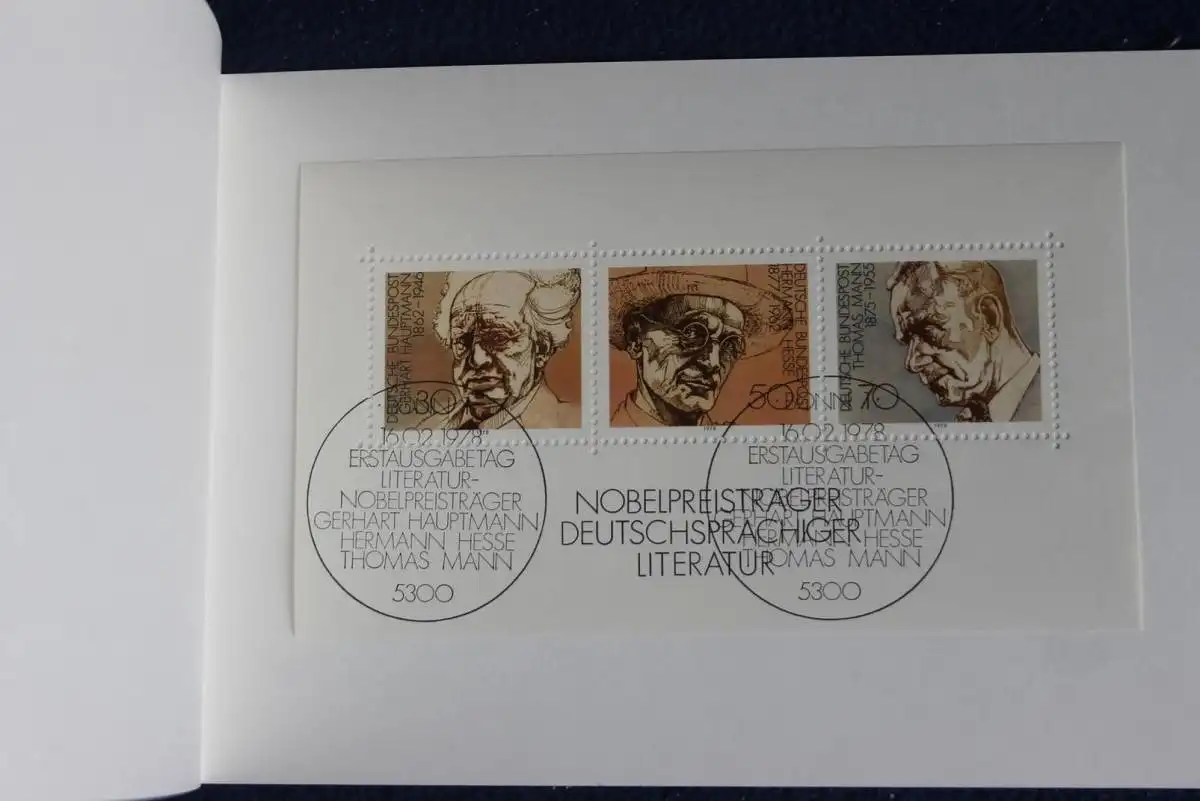 DEUTSCHE BUNDESPOST
GERHART HAUPTMANN
1862-1946
30
DEUTSCHE BUNDESPOST
HERMANN HESSE
1877-1962
50
1978
DEUTSCHE BUNDESPOST
THOMAS MANN
1875-1955
70
1978
16.02.1978
ERSTAUSGABETAG
LITERATUR-
NOBELPREISTRÄGER
GERHART HAUPTMANN
HERMANN HESSE
THOMAS MANN
5300
NOBELPREISTRÄGER
DEUTSCHSPRACHIGER
LITERATUR
BONN 1
16.02.1978
ERSTAUSGABETAG
LITERATUR-
NOBELPREISTRÄGER
GERHART HAUPTMANN
HERMANN HESSE
THOMAS MANN
5300